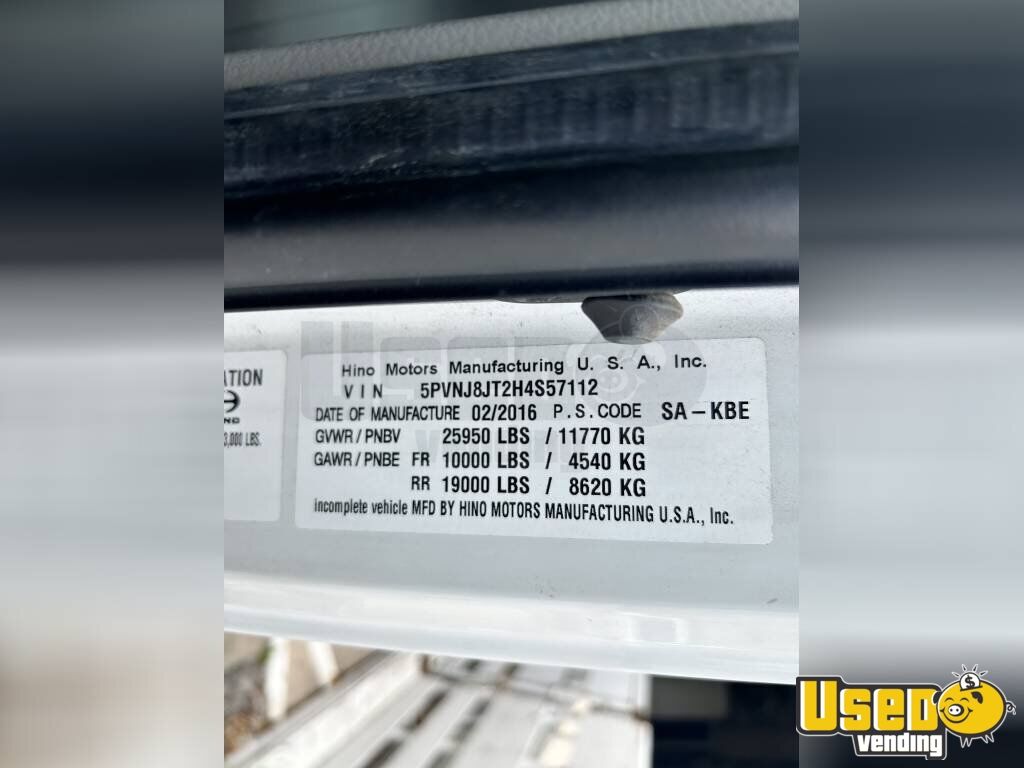 Hino Motors Manufacturing U. S. A., Inc.
VIN 5PVNJ8JT2H4S57112
DATE OF MANUFACTURE 02/2016 P.S.CODE SA-KBE
GVWR/PNBV 25950 LBS / 11770 KG
GAWR/PNBE FR 10000 LBS / 4540 KG
RR 19000 LBS / 8620 KG
Incomplete vehicle MFD BY HINO MOTORS MANUFACTURING U.S.A., Inc.
ATION
3,000 LBS.
USED
vending